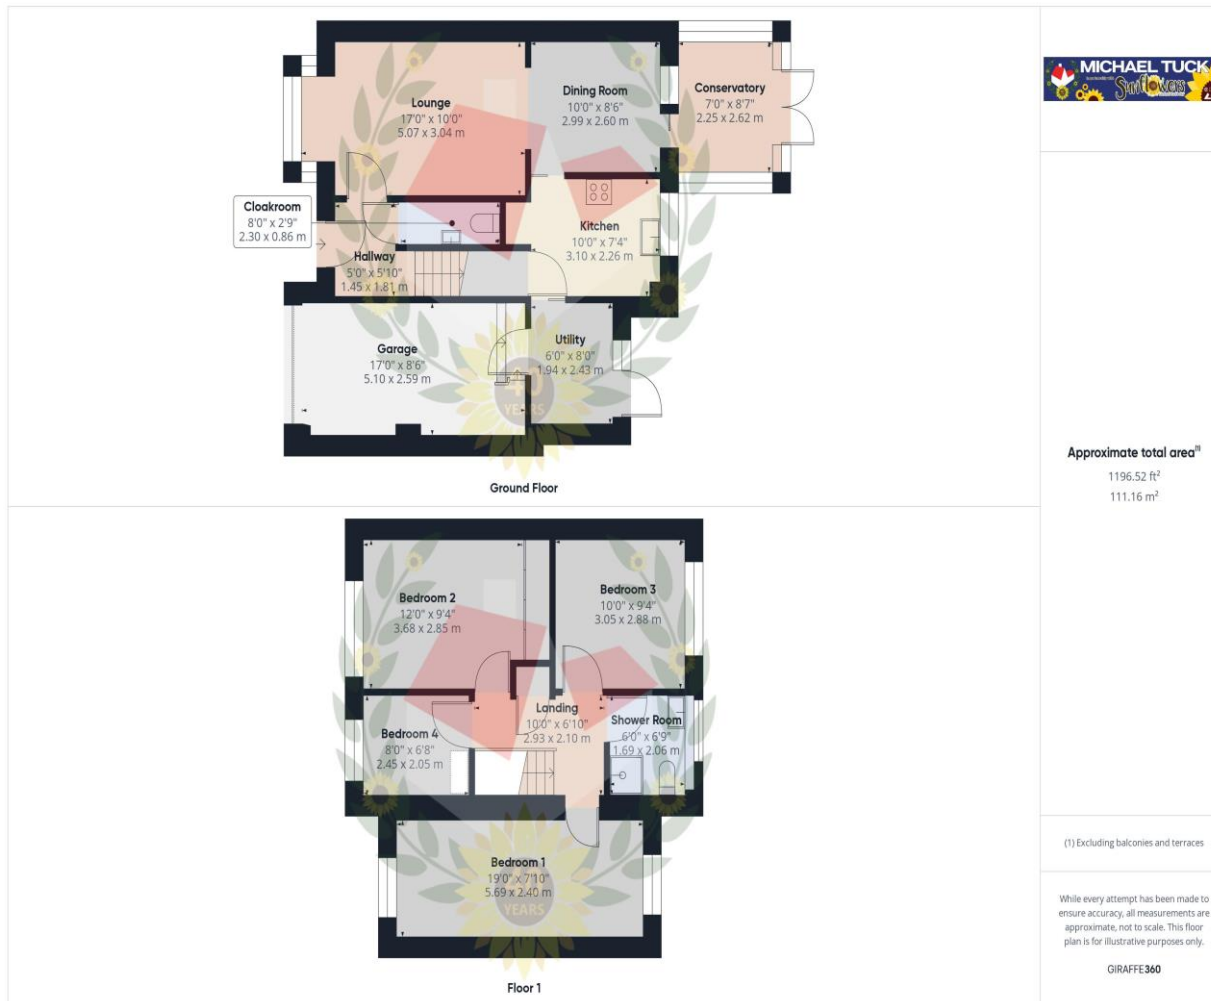 Lounge
17'0" x 10'0"
5.07 x 3.04 m
Dining Room
10'0" x 8'6"
2.99 x 2.60 m
Conservatory
7'0" x 8'7"
2.25 x 2.62 m
Cloakroom
8'0" x 2'9"
2.30 x 0.86 m
Kitchen
10'0" x 7'4"
3.10 x 2.26 m
Hallway
5'0" x 5'10"
1.45 x 1.81 m
Garage
17'0" x 8'6"
5.10 x 2.59 m
Utility
6'0" x 8'0"
1.94 x 2.43 m
40
YEARS
Ground Floor
Bedroom 2
12'0" x 9'4"
3.68 x 2.85 m
Bedroom 3
10'0" x 9'4"
3.05 x 2.88 m
Landing
10'0" x 6'10"
2.93 x 2.10 m
Shower Room
6'0" x 6'9"
1.69 x 2.06 m
Bedroom 4
8'0" x 6'8"
2.45 x 2.05 m
Bedroom 1
19'0" x 7'10"
5.69 x 2.40 m
YEARS
Floor 1
MICHAEL TUCK
Sunflowers
Approximate total area(1)
1196.52 ft²
111.16 m²
(1) Excluding balconies and terraces
While every attempt has been made to
ensure accuracy, all measurements are
approximate, not to scale. This floor
plan is for illustrative purposes only.
GIRAFFE360